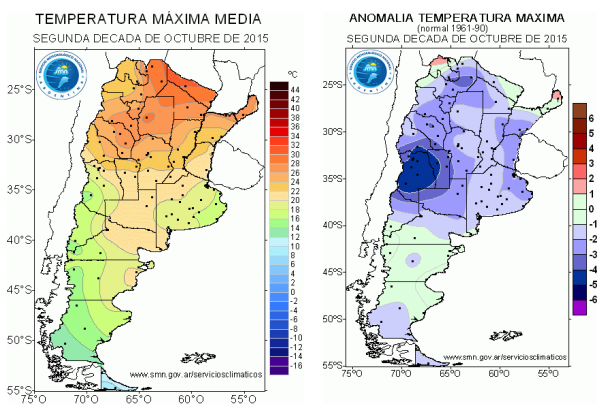 TEMPERATURA MÁXIMA MEDIA
SEGUNDA DECADA DE OCTUBRE DE 2015
25°S
30°S
35°S
40°S
45°S
50°S
55°S
75°O
70°O
65°O
60°O
55°O
ºC
44
42
40
38
36
34
32
30
28
26
24
22
20
18
16
14
12
10
8
6
4
2
0
-2
-4
-6
-8
-10
-12
-14
-16
www.smn.gov.ar/serviciosclimaticos
ANOMALIA TEMPERATURA MAXIMA
(normal 1961-90)
SEGUNDA DECADA DE OCTUBRE DE 2015
25°S
30°S
35°S
40°S
45°S
50°S
55°S
75°O
70°O
65°O
60°O
55°O
6
5
4
3
2
1
0
-1
-2
-3
-4
-5
-6
www.smn.gov.ar/serviciosclimaticos